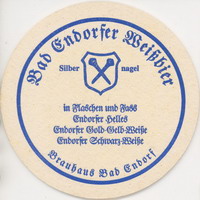 Bad Endorfer Weißbier
Silber nagel
in Flaschen und Fass
Endorfer Helles
Endorfer Gold-Gelb-Weiße
Endorfer Schwarz-Weiße
Brauhaus Bad Endorf